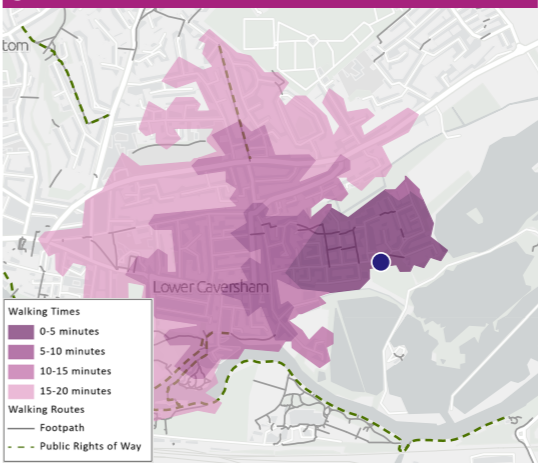 tom
Lower Caversham
Walking Times
0-5 minutes
5-10 minutes
10-15 minutes
15-20 minutes
Walking Routes
Footpath
Public Rights of Way